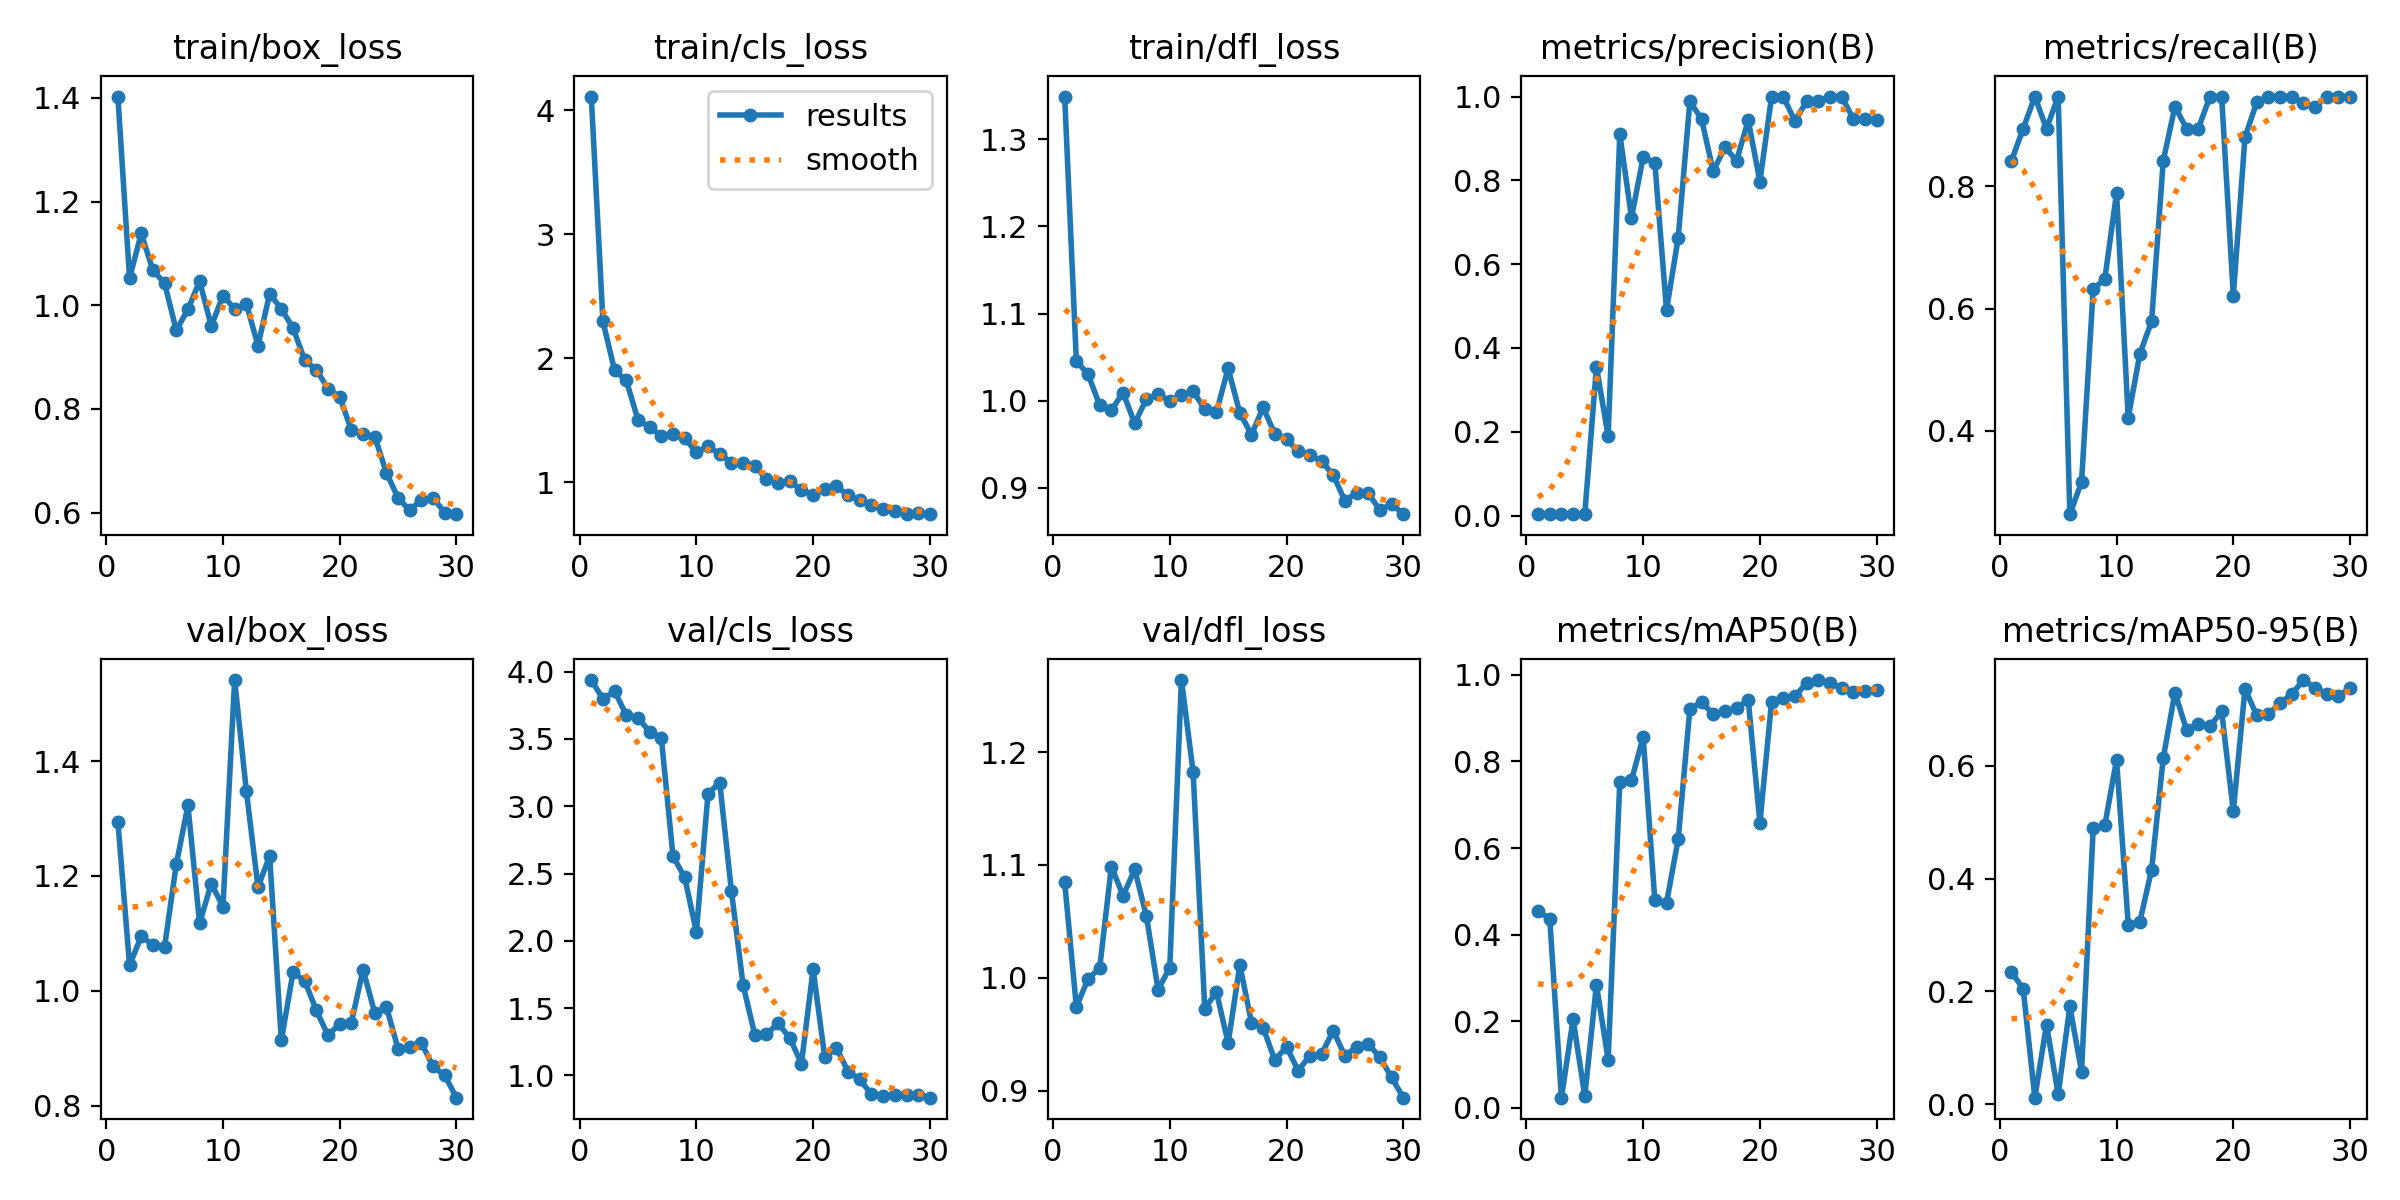 train/box_loss
1.4
1.2
1.0
0.8
0.6
0 10 20 30
train/cls_loss
results
smooth
4
3
2
1
0 10 20 30
train/dfl_loss
1.3
1.2
1.1
1.0
0.9
0 10 20 30
metrics/precision(B)
1.0
0.8
0.6
0.4
0.2
0.0
0 10 20 30
metrics/recall(B)
0.8
0.6
0.4
0 10 20 30
val/box_loss
1.4
1.2
1.0
0.8
0 10 20 30
val/cls_loss
4.0
3.5
3.0
2.5
2.0
1.5
1.0
0 10 20 30
val/dfl_loss
1.2
1.1
1.0
0.9
0 10 20 30
metrics/mAP50(B)
1.0
0.8
0.6
0.4
0.2
0.0
0 10 20 30
metrics/mAP50-95(B)
0.6
0.4
0.2
0.0
0 10 20 30